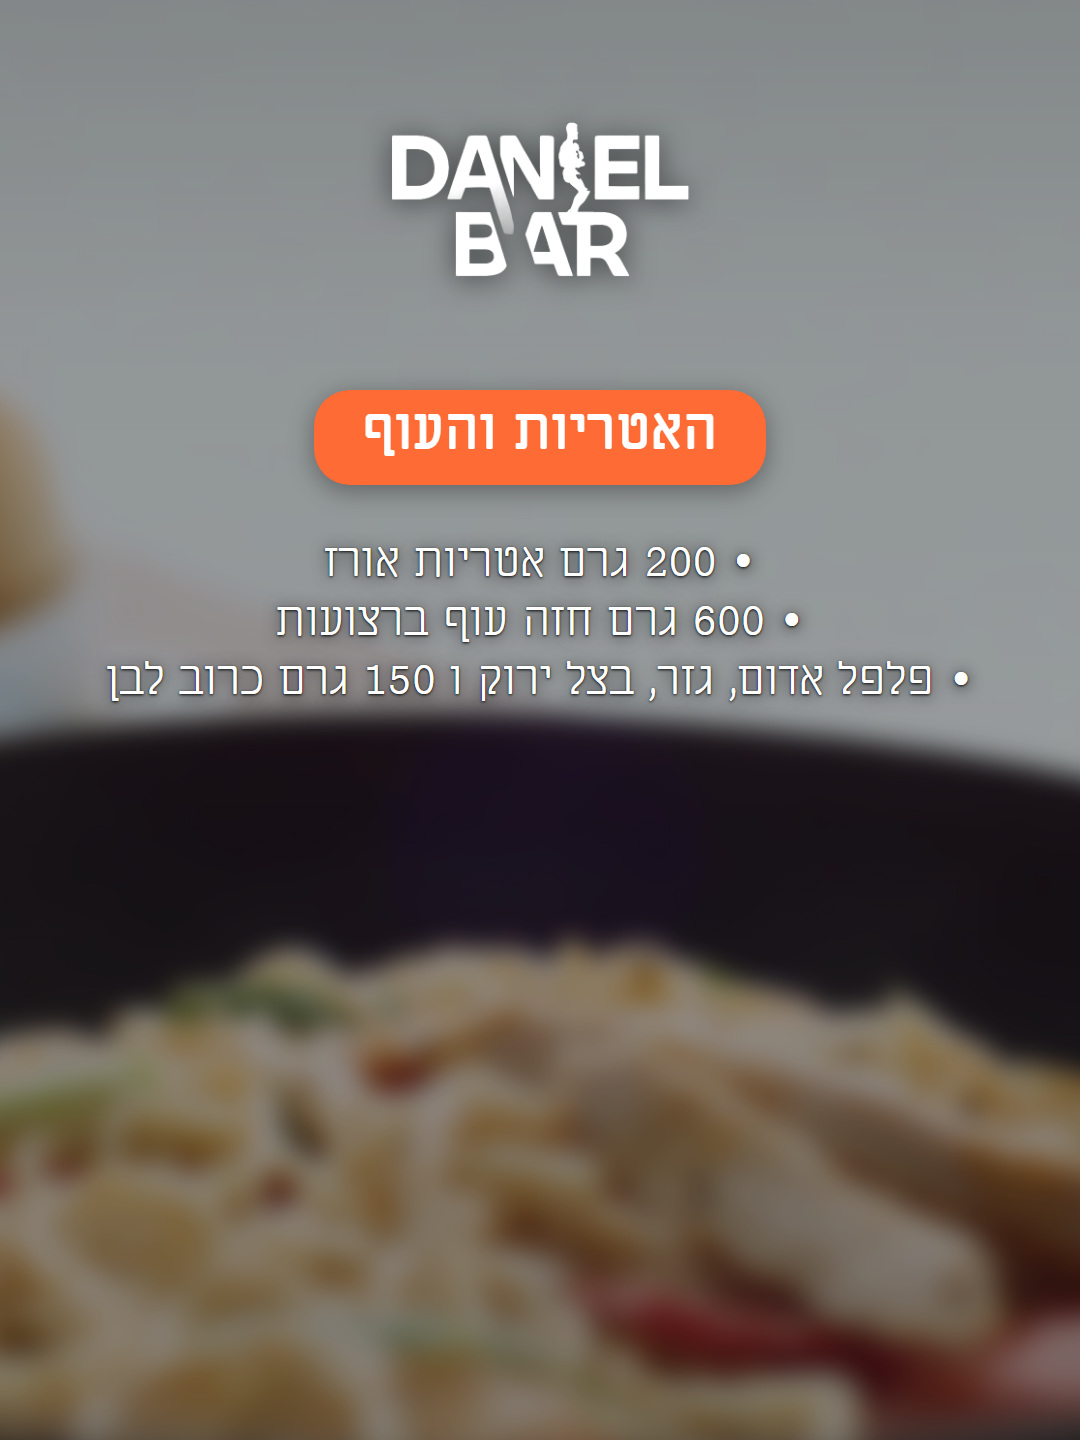 DANIEL
BAR
האטריות והעוף
• 200 גרם אטריות אורז
• 600 גרם חזה עוף ברצועות
• פלפל אדום, גזר, בצל ירוק ו 150 גרם כרוב לבן